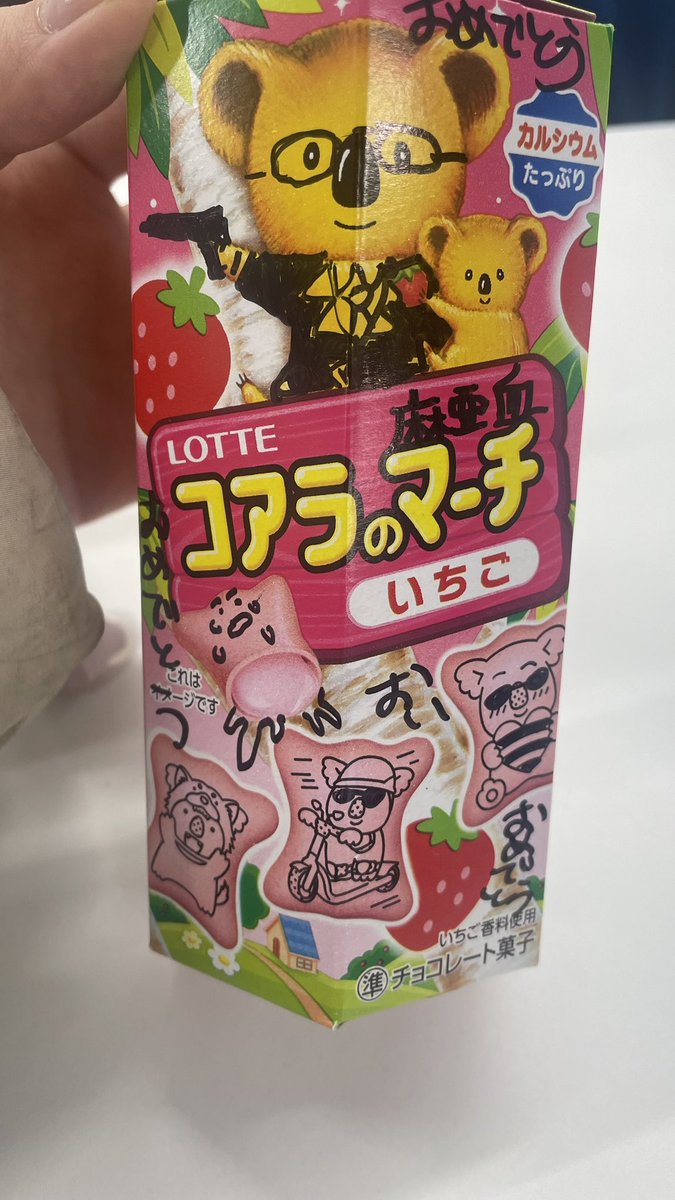 おめでとう
カルシウム
たっぷり
麻亜血
LOTTE
コアラのマーチ
いちご
おめでとう
これは
イメージです
おい
おめでとう
いちご香料使用
準チョコレート菓子